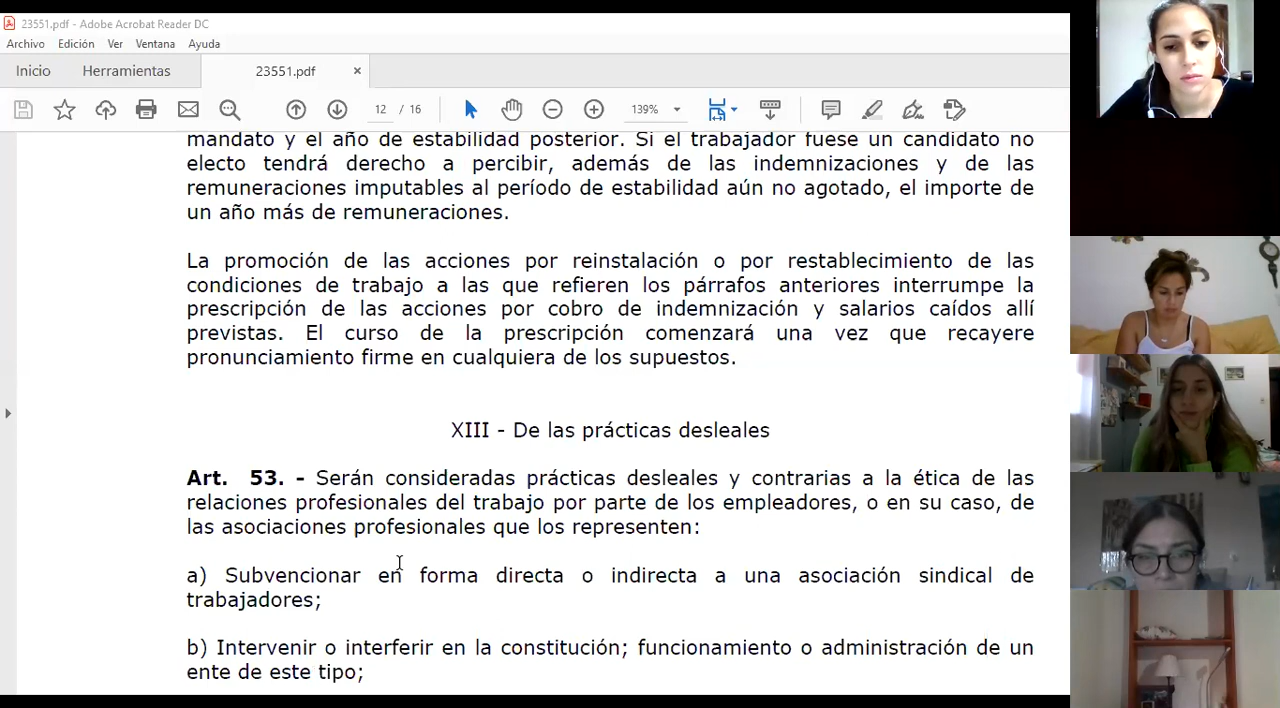 23551.pdf - Adobe Acrobat Reader DC
Archivo Edición Ver Ventana Ayuda
Inicio Herramientas 23551.pdf ×
12 / 16 139%
mandato y el año de estabilidad posterior. Si el trabajador fuese un candidato no
electo tendrá derecho a percibir, además de las indemnizaciones y de las
remuneraciones imputables al período de estabilidad aún no agotado, el importe de
un año más de remuneraciones.
La promoción de las acciones por reinstalación o por restablecimiento de las
condiciones de trabajo a las que refieren los párrafos anteriores interrumpe la
prescripción de las acciones por cobro de indemnización y salarios caídos allí
previstas. El curso de la prescripción comenzará una vez que recayere
pronunciamiento firme en cualquiera de los supuestos.
XIII - De las prácticas desleales
Art. 53. - Serán consideradas prácticas desleales y contrarias a la ética de las
relaciones profesionales del trabajo por parte de los empleadores, o en su caso, de
las asociaciones profesionales que los representen:
a) Subvencionar en forma directa o indirecta a una asociación sindical de
trabajadores;
b) Intervenir o interferir en la constitución; funcionamiento o administración de un
ente de este tipo;